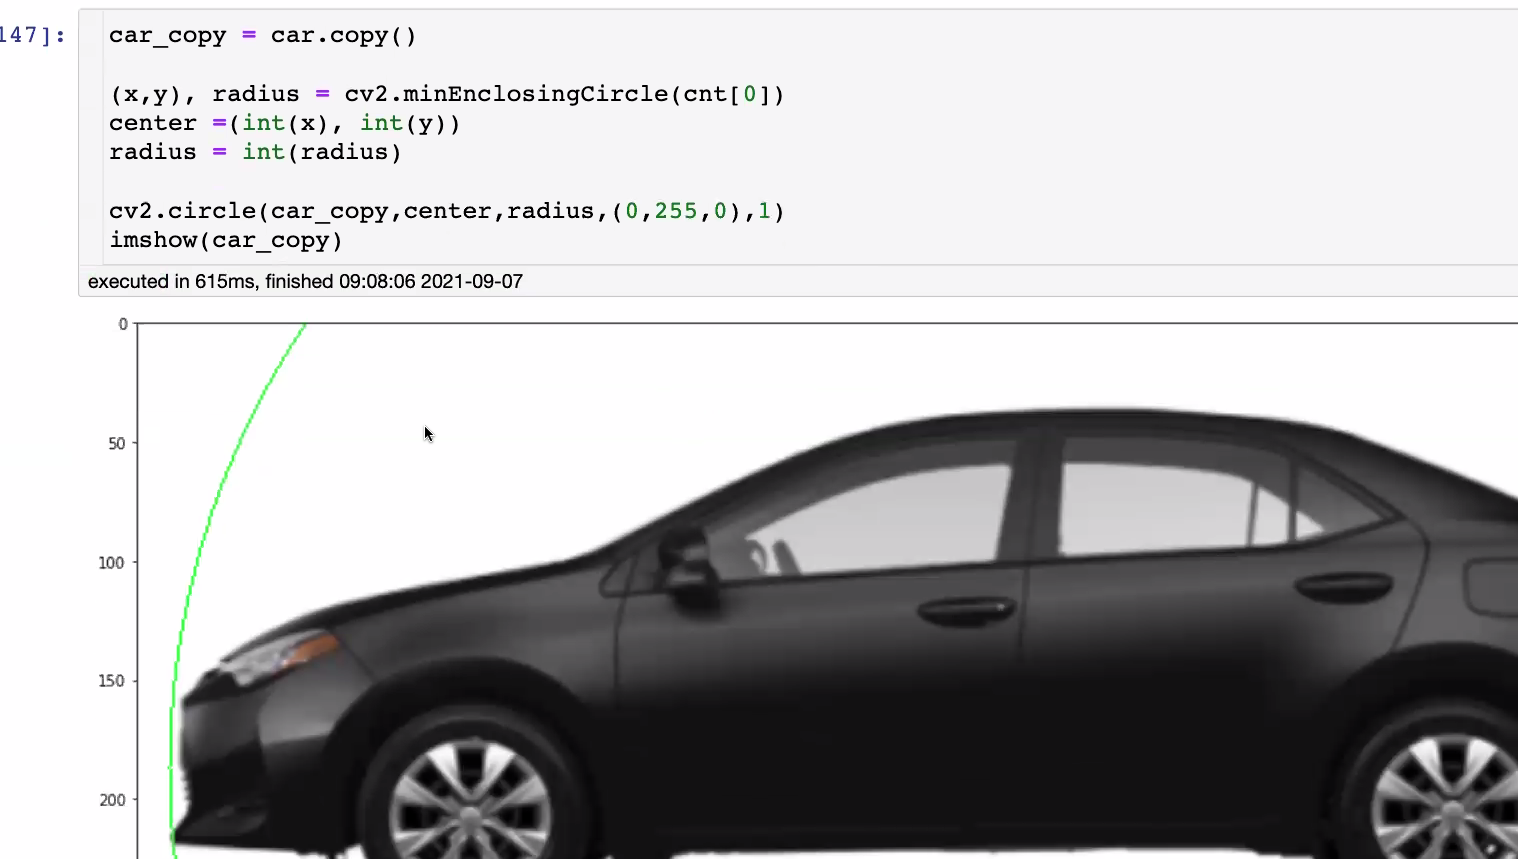 147]:
car_copy = car.copy()
(x,y), radius = cv2.minEnclosingCircle(cnt[0])
center =(int(x), int(y))
radius = int(radius)
cv2.circle(car_copy,center,radius,(0,255,0),1)
imshow(car_copy)
executed in 615ms, finished 09:08:06 2021-09-07
0
50
100
150
200